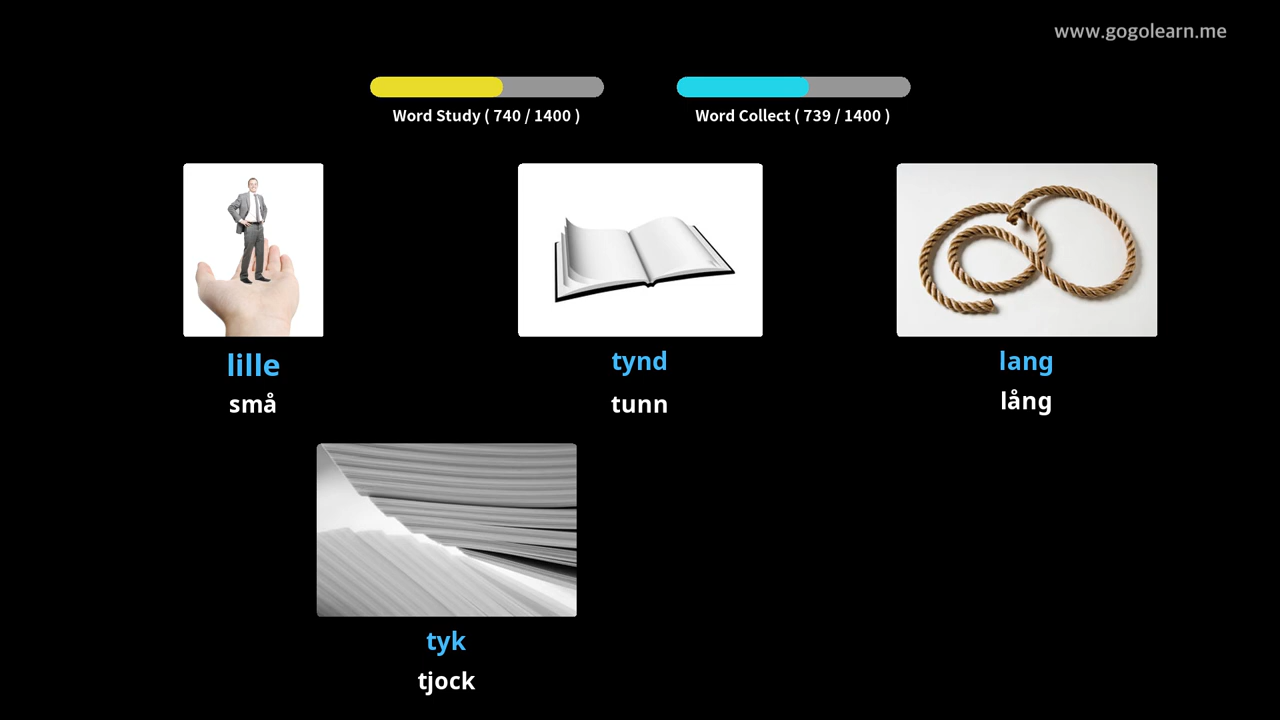 www.gogolearn.me
Word Study ( 740 / 1400 )
Word Collect ( 739 / 1400 )
lille
små
tynd
tunn
lang
lång
tyk
tjock